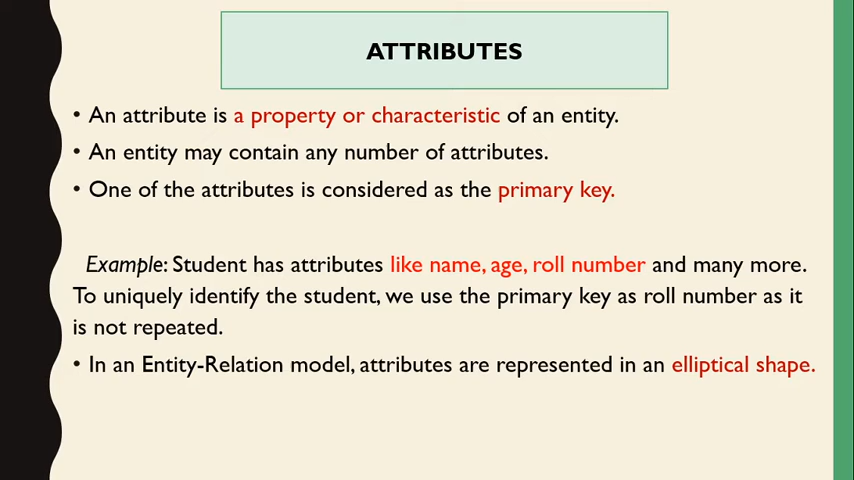 ATTRIBUTES
• An attribute is a property or characteristic of an entity.
• An entity may contain any number of attributes.
• One of the attributes is considered as the primary key.
Example: Student has attributes like name, age, roll number and many more.
To uniquely identify the student, we use the primary key as roll number as it
is not repeated.
• In an Entity-Relation model, attributes are represented in an elliptical shape.